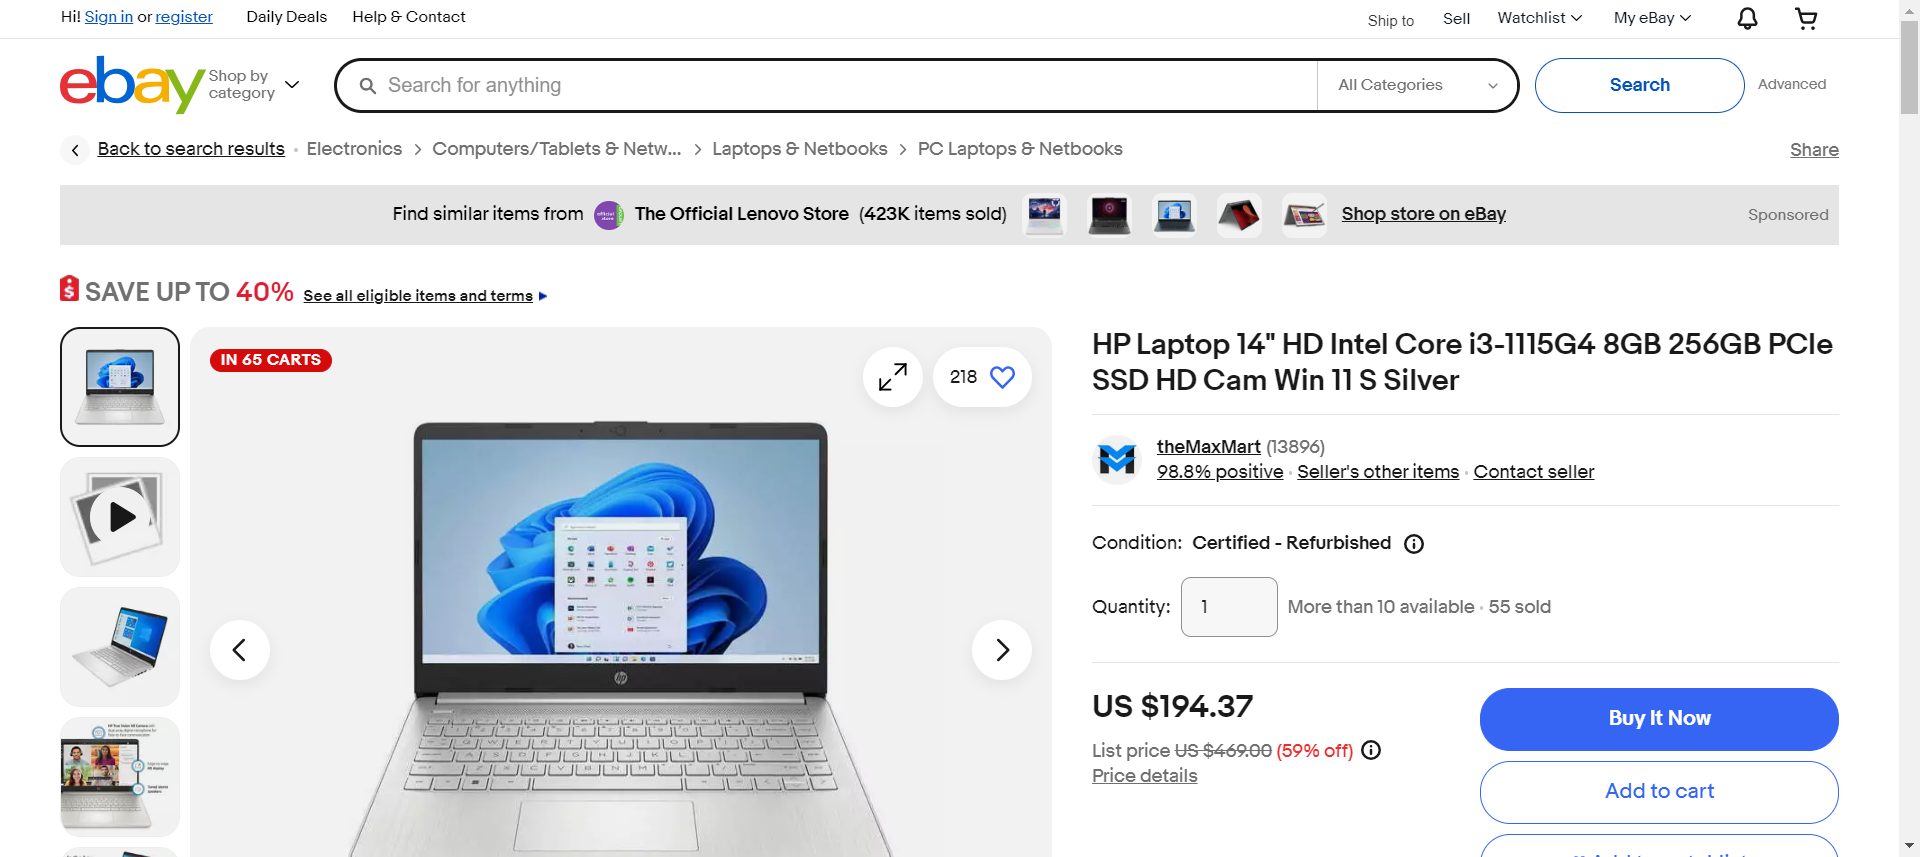 Hi! Sign in or register
Daily Deals
Help & Contact
Ship to
Sell
Watchlist
My eBay
ebay
Shop by
category
Search for anything
All Categories
Search
Advanced
Back to search results
Electronics
Computers/Tablets & Netw...
Laptops & Netbooks
PC Laptops & Netbooks
Share
Find similar items from
The Official Lenovo Store (423K items sold)
Shop store on eBay
Sponsored
SAVE UP TO 40% See all eligible items and terms
IN 65 CARTS
218
hp
HP Laptop 14" HD Intel Core i3-1115G4 8GB 256GB PCIe
SSD HD Cam Win 11 S Silver
theMaxMart (13896)
98.8% positive · Seller's other items · Contact seller
Condition: Certified - Refurbished
Quantity: 1 More than 10 available · 55 sold
US $194.37
List price US $469.00 (59% off)
Price details
Buy It Now
Add to cart